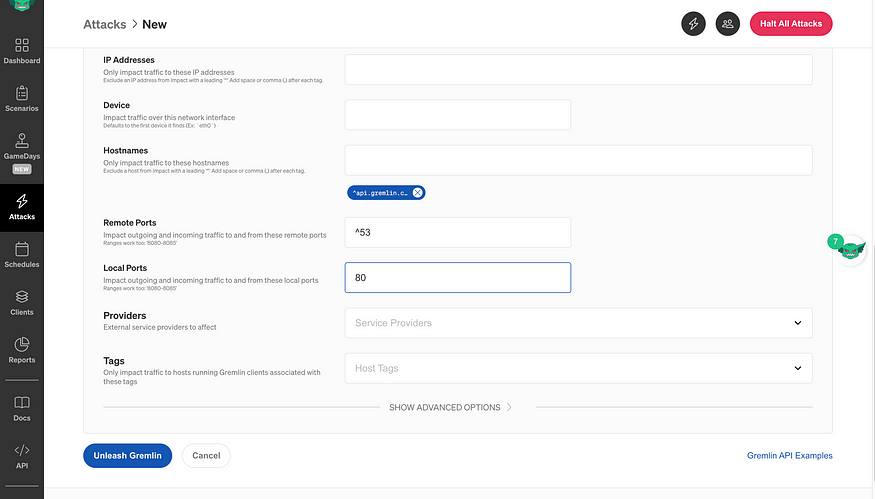 Attacks > New
Halt All Attacks
Dashboard
Scenarios
GameDays
NEW
Attacks
Schedules
Clients
Reports
Docs
API
IP Addresses
Only impact traffic to these IP addresses
Exclude an IP address from impact with a leading '^' Add space or comma (,) after each tag.
Device
Impact traffic over this network interface
Defaults to the first device it finds (Ex: `eth0`)
Hostnames
Only impact traffic to these hostnames
Exclude a host from impact with a leading '^' Add space or comma (,) after each tag.
^api.gremlin.c…
Remote Ports
Impact outgoing and incoming traffic to and from these remote ports
Ranges work too: '8080-8085'
^53
Local Ports
Impact outgoing and incoming traffic to and from these local ports
Ranges work too: '8080-8085'
80
Providers
External service providers to affect
Service Providers
Tags
Only impact traffic to hosts running Gremlin clients associated with
these tags
Host Tags
SHOW ADVANCED OPTIONS
Unleash Gremlin
Cancel
Gremlin API Examples
7